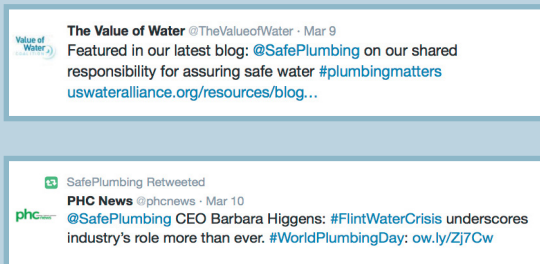 Value of
Water
The Value of Water @TheValueofWater · Mar 9
Featured in our latest blog: @SafePlumbing on our shared
responsibility for assuring safe water #plumbingmatters
uswateralliance.org/resources/blog…
SafePlumbing Retweeted
phc
PHC News @phcnews · Mar 10
@SafePlumbing CEO Barbara Higgens: #FlintWaterCrisis underscores
industry's role more than ever. #WorldPlumbingDay: ow.ly/Zj7Cw